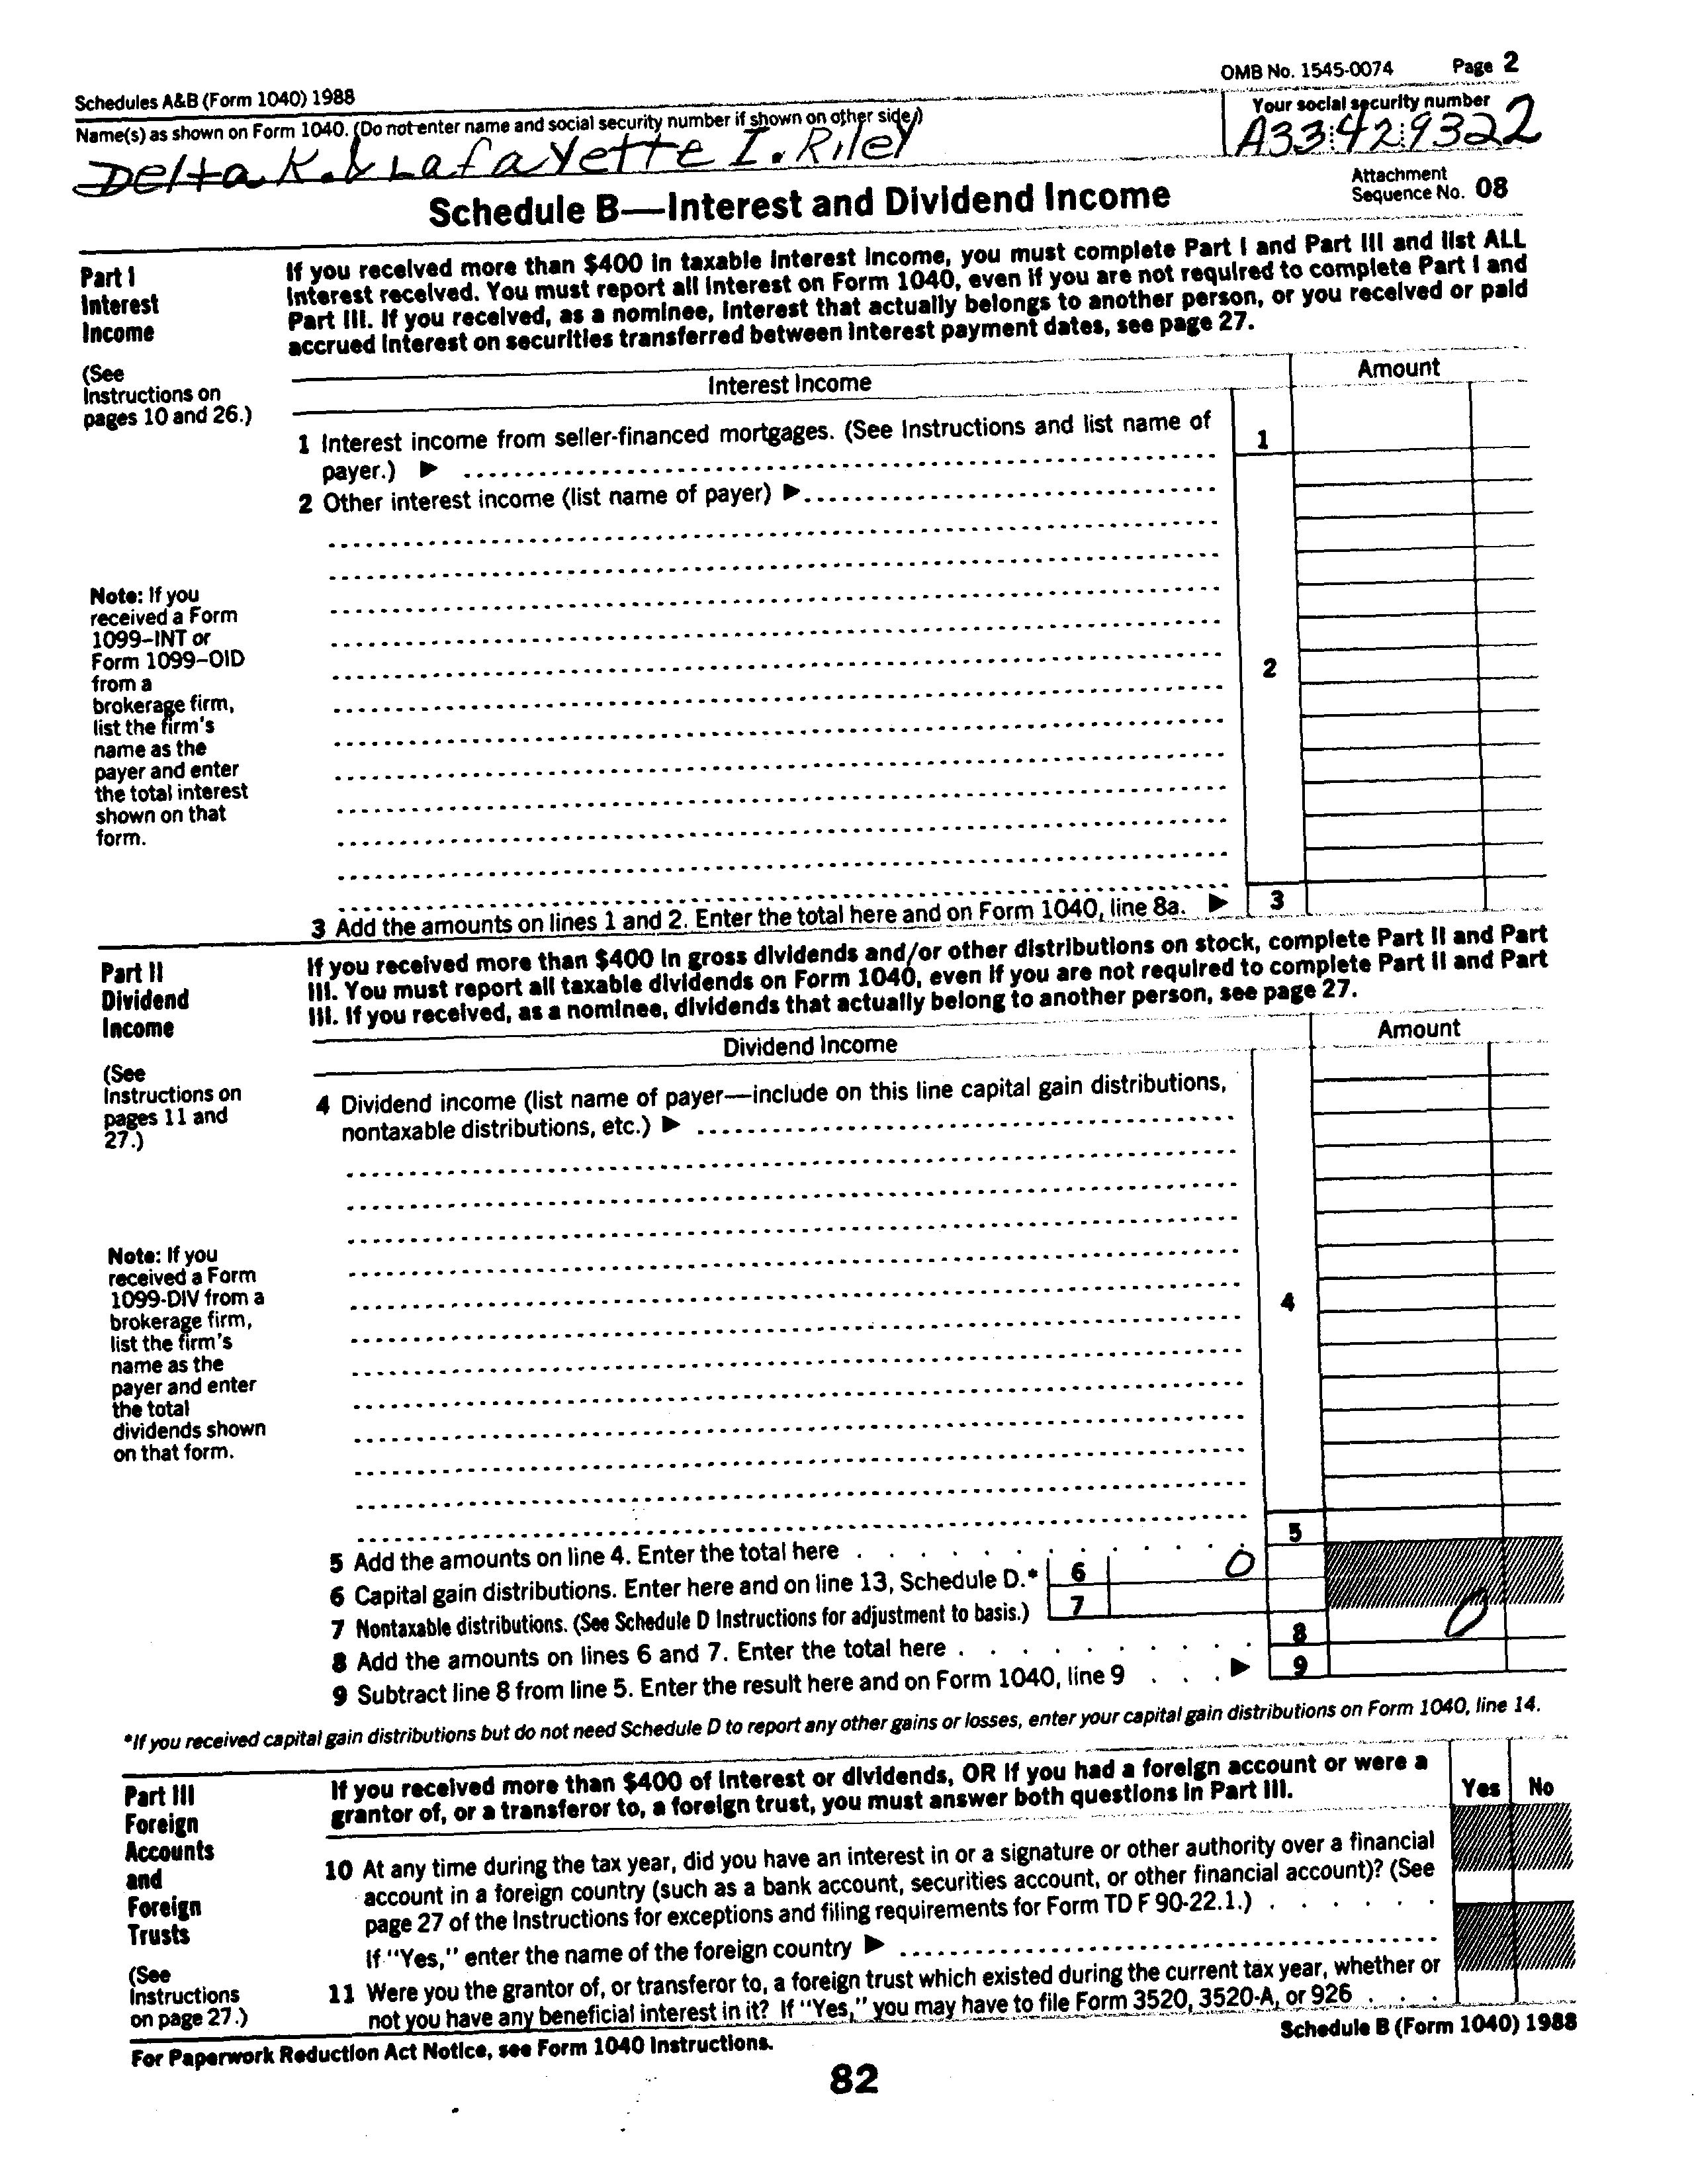 Schedules A&B (Form 1040) 1988
OMB No. 1545-0074 Page 2
Name(s) as shown on Form 1040. (Do not enter name and social security number if shown on other side.)
Your social security number
Delta K. & Lafayette I. Riley
A33 42 9322
Schedule B—Interest and Dividend Income
Attachment
Sequence No. 08
Part I
Interest
Income
(See
Instructions on
pages 10 and 26.)
If you received more than $400 in taxable interest income, you must complete Part I and Part III and list ALL
interest received. You must report all interest on Form 1040, even if you are not required to complete Part I and
Part III. If you received, as a nominee, interest that actually belongs to another person, or you received or paid
accrued interest on securities transferred between interest payment dates, see page 27.
Interest Income
Amount
1 Interest income from seller-financed mortgages. (See Instructions and list name of
payer.) ▶
1
2 Other interest income (list name of payer) ▶
Note: If you
received a Form
1099–INT or
Form 1099–OID
from a
brokerage firm,
list the firm's
name as the
payer and enter
the total interest
shown on that
form.
2
3 Add the amounts on lines 1 and 2. Enter the total here and on Form 1040, line 8a. ▶ 3
Part II
Dividend
Income
(See
Instructions on
pages 11 and
27.)
If you received more than $400 in gross dividends and/or other distributions on stock, complete Part II and Part
III. You must report all taxable dividends on Form 1040, even if you are not required to complete Part II and Part
III. If you received, as a nominee, dividends that actually belong to another person, see page 27.
Dividend Income
Amount
4 Dividend income (list name of payer—include on this line capital gain distributions,
nontaxable distributions, etc.) ▶
Note: If you
received a Form
1099-DIV from a
brokerage firm,
list the firm's
name as the
payer and enter
the total
dividends shown
on that form.
4
5 Add the amounts on line 4. Enter the total here . . . . . . . . . . . 5
6 Capital gain distributions. Enter here and on line 13, Schedule D.* 6 0
7 Nontaxable distributions. (See Schedule D Instructions for adjustment to basis.) 7
8 Add the amounts on lines 6 and 7. Enter the total here . . . . . . . . . 8 0
9 Subtract line 8 from line 5. Enter the result here and on Form 1040, line 9 . . . ▶ 9
*If you received capital gain distributions but do not need Schedule D to report any other gains or losses, enter your capital gain distributions on Form 1040, line 14.
Part III
Foreign
Accounts
and
Foreign
Trusts
(See
Instructions
on page 27.)
If you received more than $400 of interest or dividends, OR if you had a foreign account or were a
grantor of, or a transferor to, a foreign trust, you must answer both questions in Part III.
Yes No
10 At any time during the tax year, did you have an interest in or a signature or other authority over a financial
account in a foreign country (such as a bank account, securities account, or other financial account)? (See
page 27 of the Instructions for exceptions and filing requirements for Form TD F 90-22.1.) . . . . . .
If "Yes," enter the name of the foreign country ▶
11 Were you the grantor of, or transferor to, a foreign trust which existed during the current tax year, whether or
not you have any beneficial interest in it? If "Yes," you may have to file Form 3520, 3520-A, or 926 . . .
For Paperwork Reduction Act Notice, see Form 1040 Instructions.
Schedule B (Form 1040) 1988
82